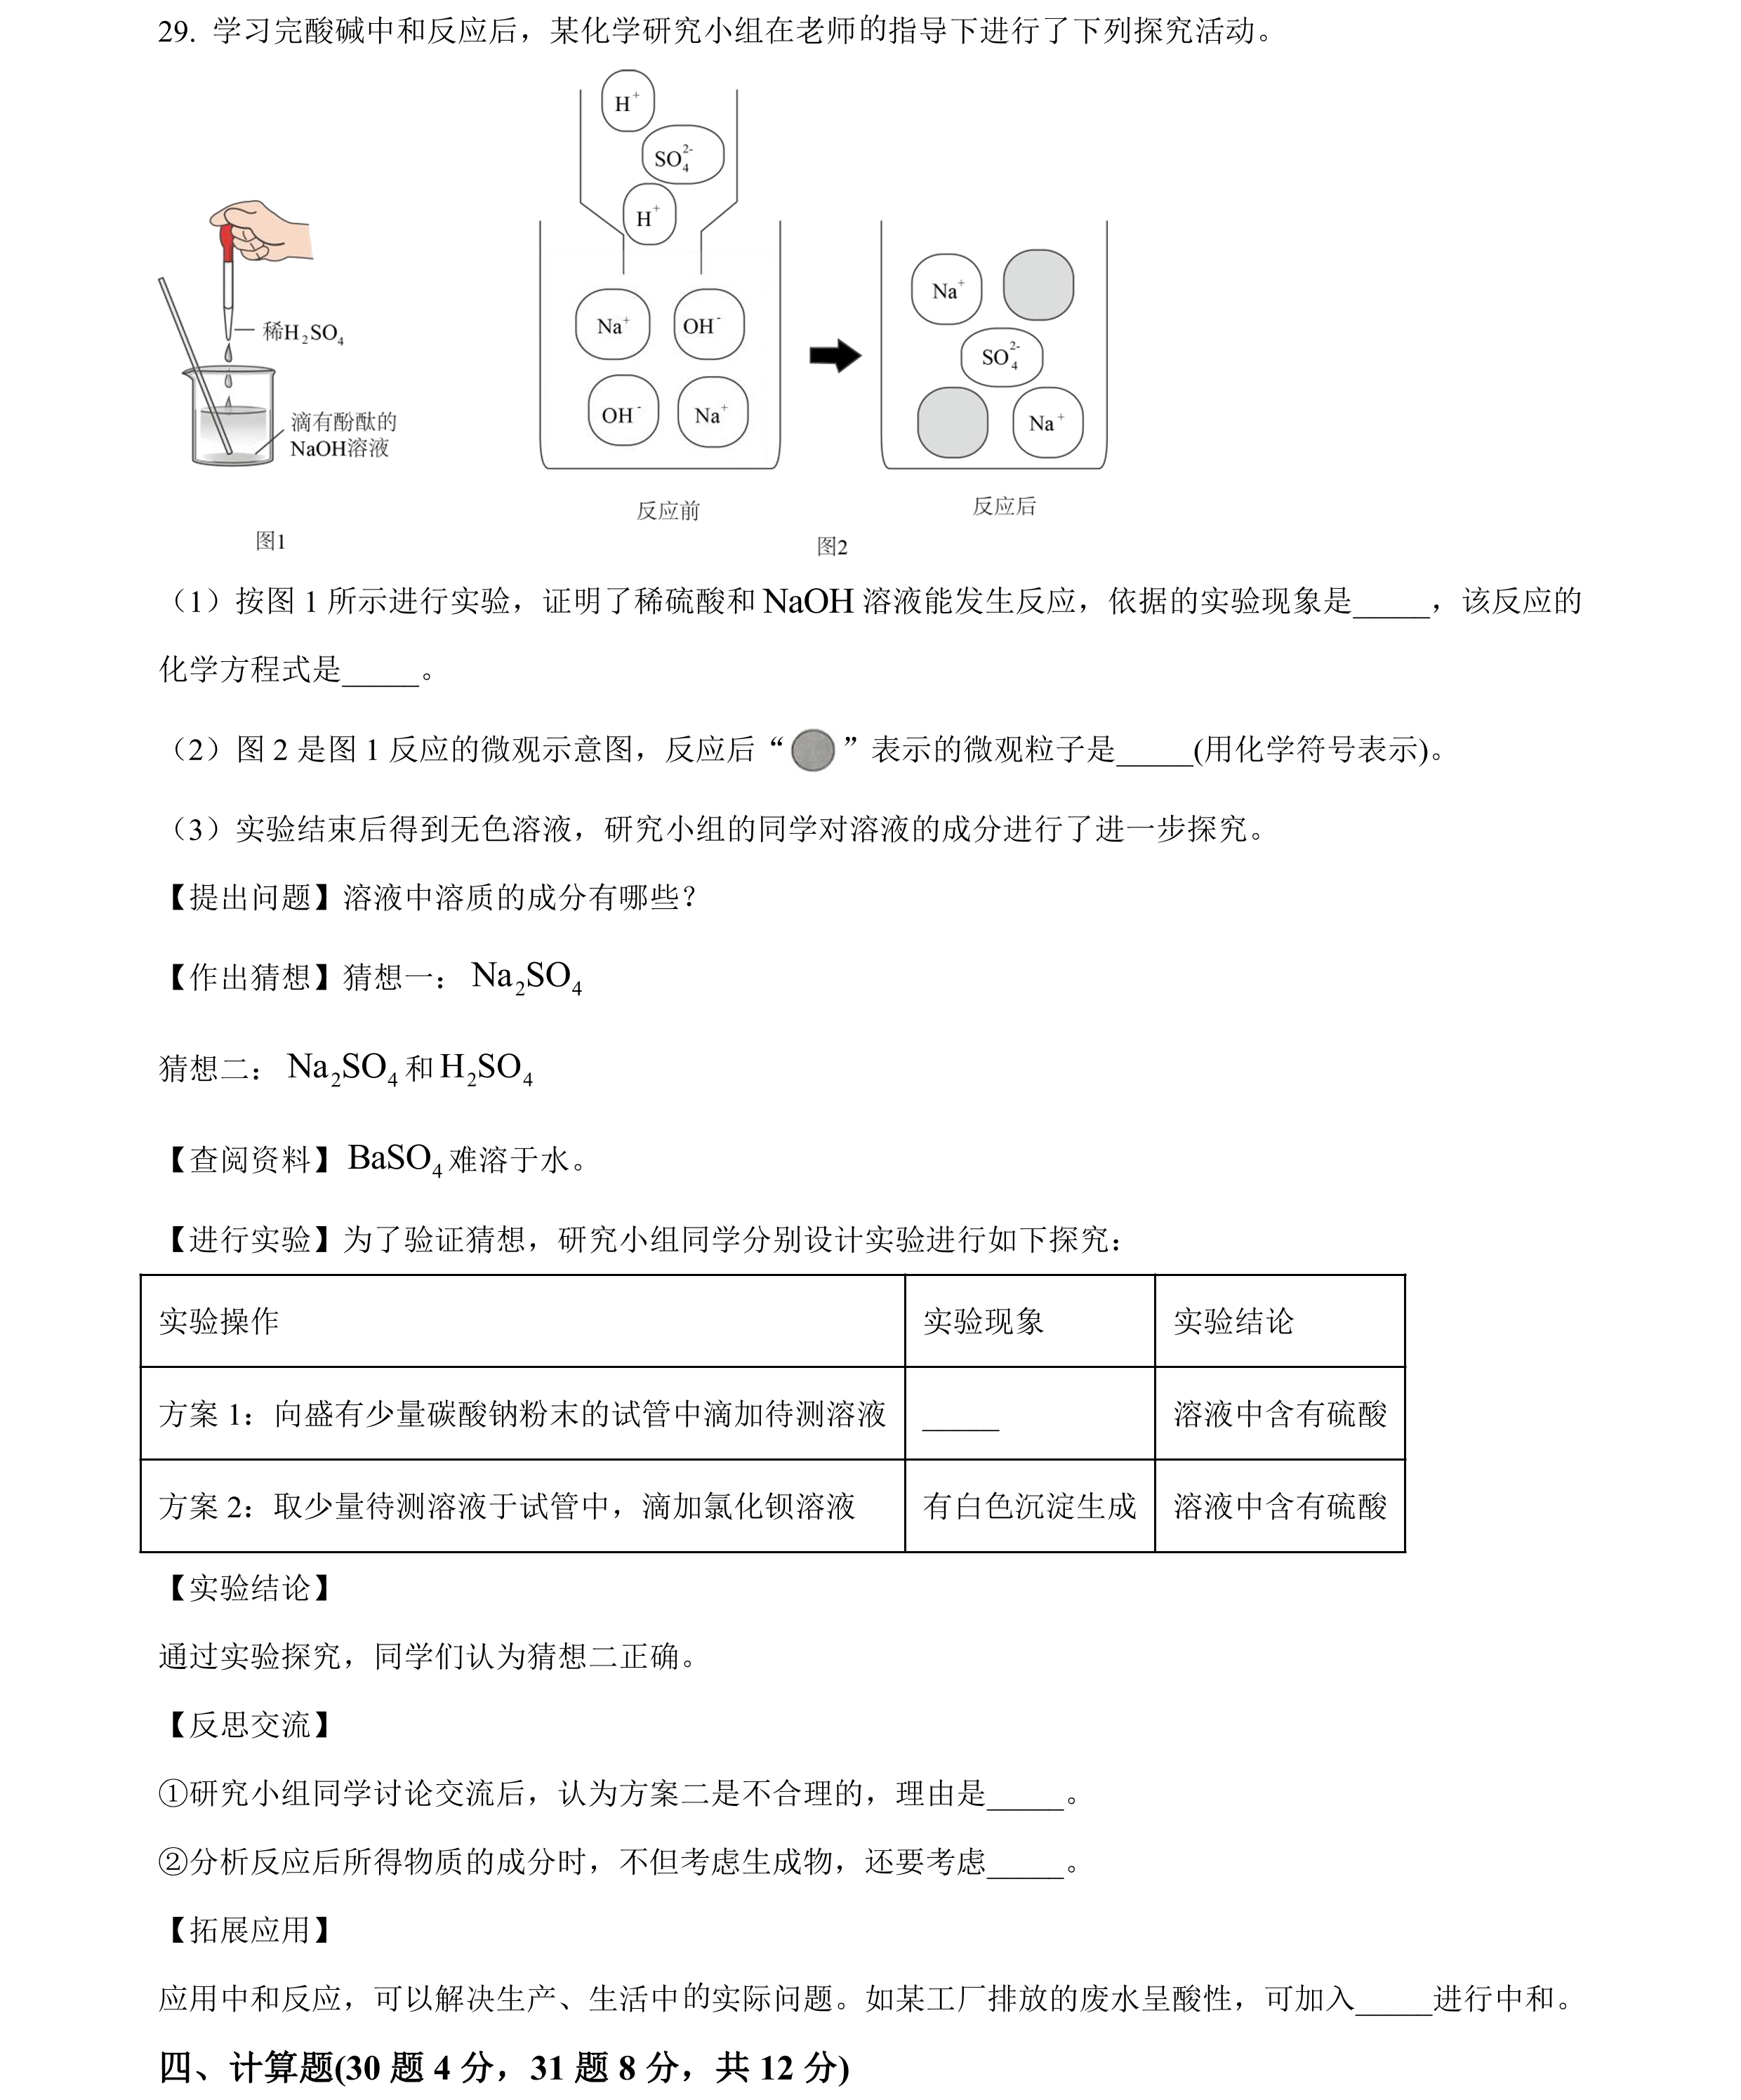 29. 学习完酸碱中和反应后，某化学研究小组在老师的指导下进行了下列探究活动。
H⁺
SO₄²⁻
H⁺
Na⁺ OH⁻
OH⁻ Na⁺
Na⁺
SO₄²⁻
Na⁺
稀H₂SO₄
滴有酚酞的
NaOH溶液
反应前
反应后
图1
图2
（1）按图 1 所示进行实验，证明了稀硫酸和 NaOH 溶液能发生反应，依据的实验现象是_____，该反应的
化学方程式是_____。
（2）图 2 是图 1 反应的微观示意图，反应后“ ”表示的微观粒子是_____(用化学符号表示)。
（3）实验结束后得到无色溶液，研究小组的同学对溶液的成分进行了进一步探究。
【提出问题】溶液中溶质的成分有哪些？
【作出猜想】猜想一： Na₂SO₄
猜想二： Na₂SO₄ 和 H₂SO₄
【查阅资料】BaSO₄ 难溶于水。
【进行实验】为了验证猜想，研究小组同学分别设计实验进行如下探究：
实验操作 实验现象 实验结论
方案 1：向盛有少量碳酸钠粉末的试管中滴加待测溶液 _____ 溶液中含有硫酸
方案 2：取少量待测溶液于试管中，滴加氯化钡溶液 有白色沉淀生成 溶液中含有硫酸
【实验结论】
通过实验探究，同学们认为猜想二正确。
【反思交流】
①研究小组同学讨论交流后，认为方案二是不合理的，理由是_____。
②分析反应后所得物质的成分时，不但考虑生成物，还要考虑_____。
【拓展应用】
应用中和反应，可以解决生产、生活中的实际问题。如某工厂排放的废水呈酸性，可加入_____进行中和。
四、计算题(30 题 4 分，31 题 8 分，共 12 分)